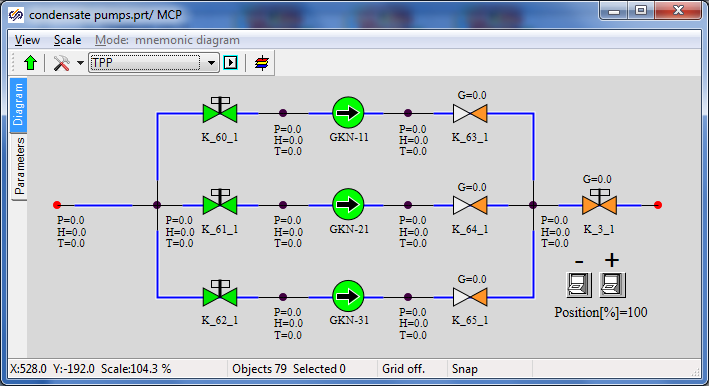 condensate pumps.prt/ MCP
View Scale Mode: mnemonic diagram
TPP
Diagram
Parameters
G=0.0
K_60_1
P=0.0
H=0.0
T=0.0
GKN-11
P=0.0
H=0.0
T=0.0
K_63_1
G=0.0
G=0.0
P=0.0
H=0.0
T=0.0
P=0.0
H=0.0
T=0.0
K_61_1
P=0.0
H=0.0
T=0.0
GKN-21
P=0.0
H=0.0
T=0.0
K_64_1
P=0.0
H=0.0
T=0.0
K_3_1
- +
G=0.0
K_62_1
P=0.0
H=0.0
T=0.0
GKN-31
P=0.0
H=0.0
T=0.0
K_65_1
Position[%]=100
X:528.0 Y:-192.0 Scale:104.3 % Objects 79 Selected 0 Grid off. Snap